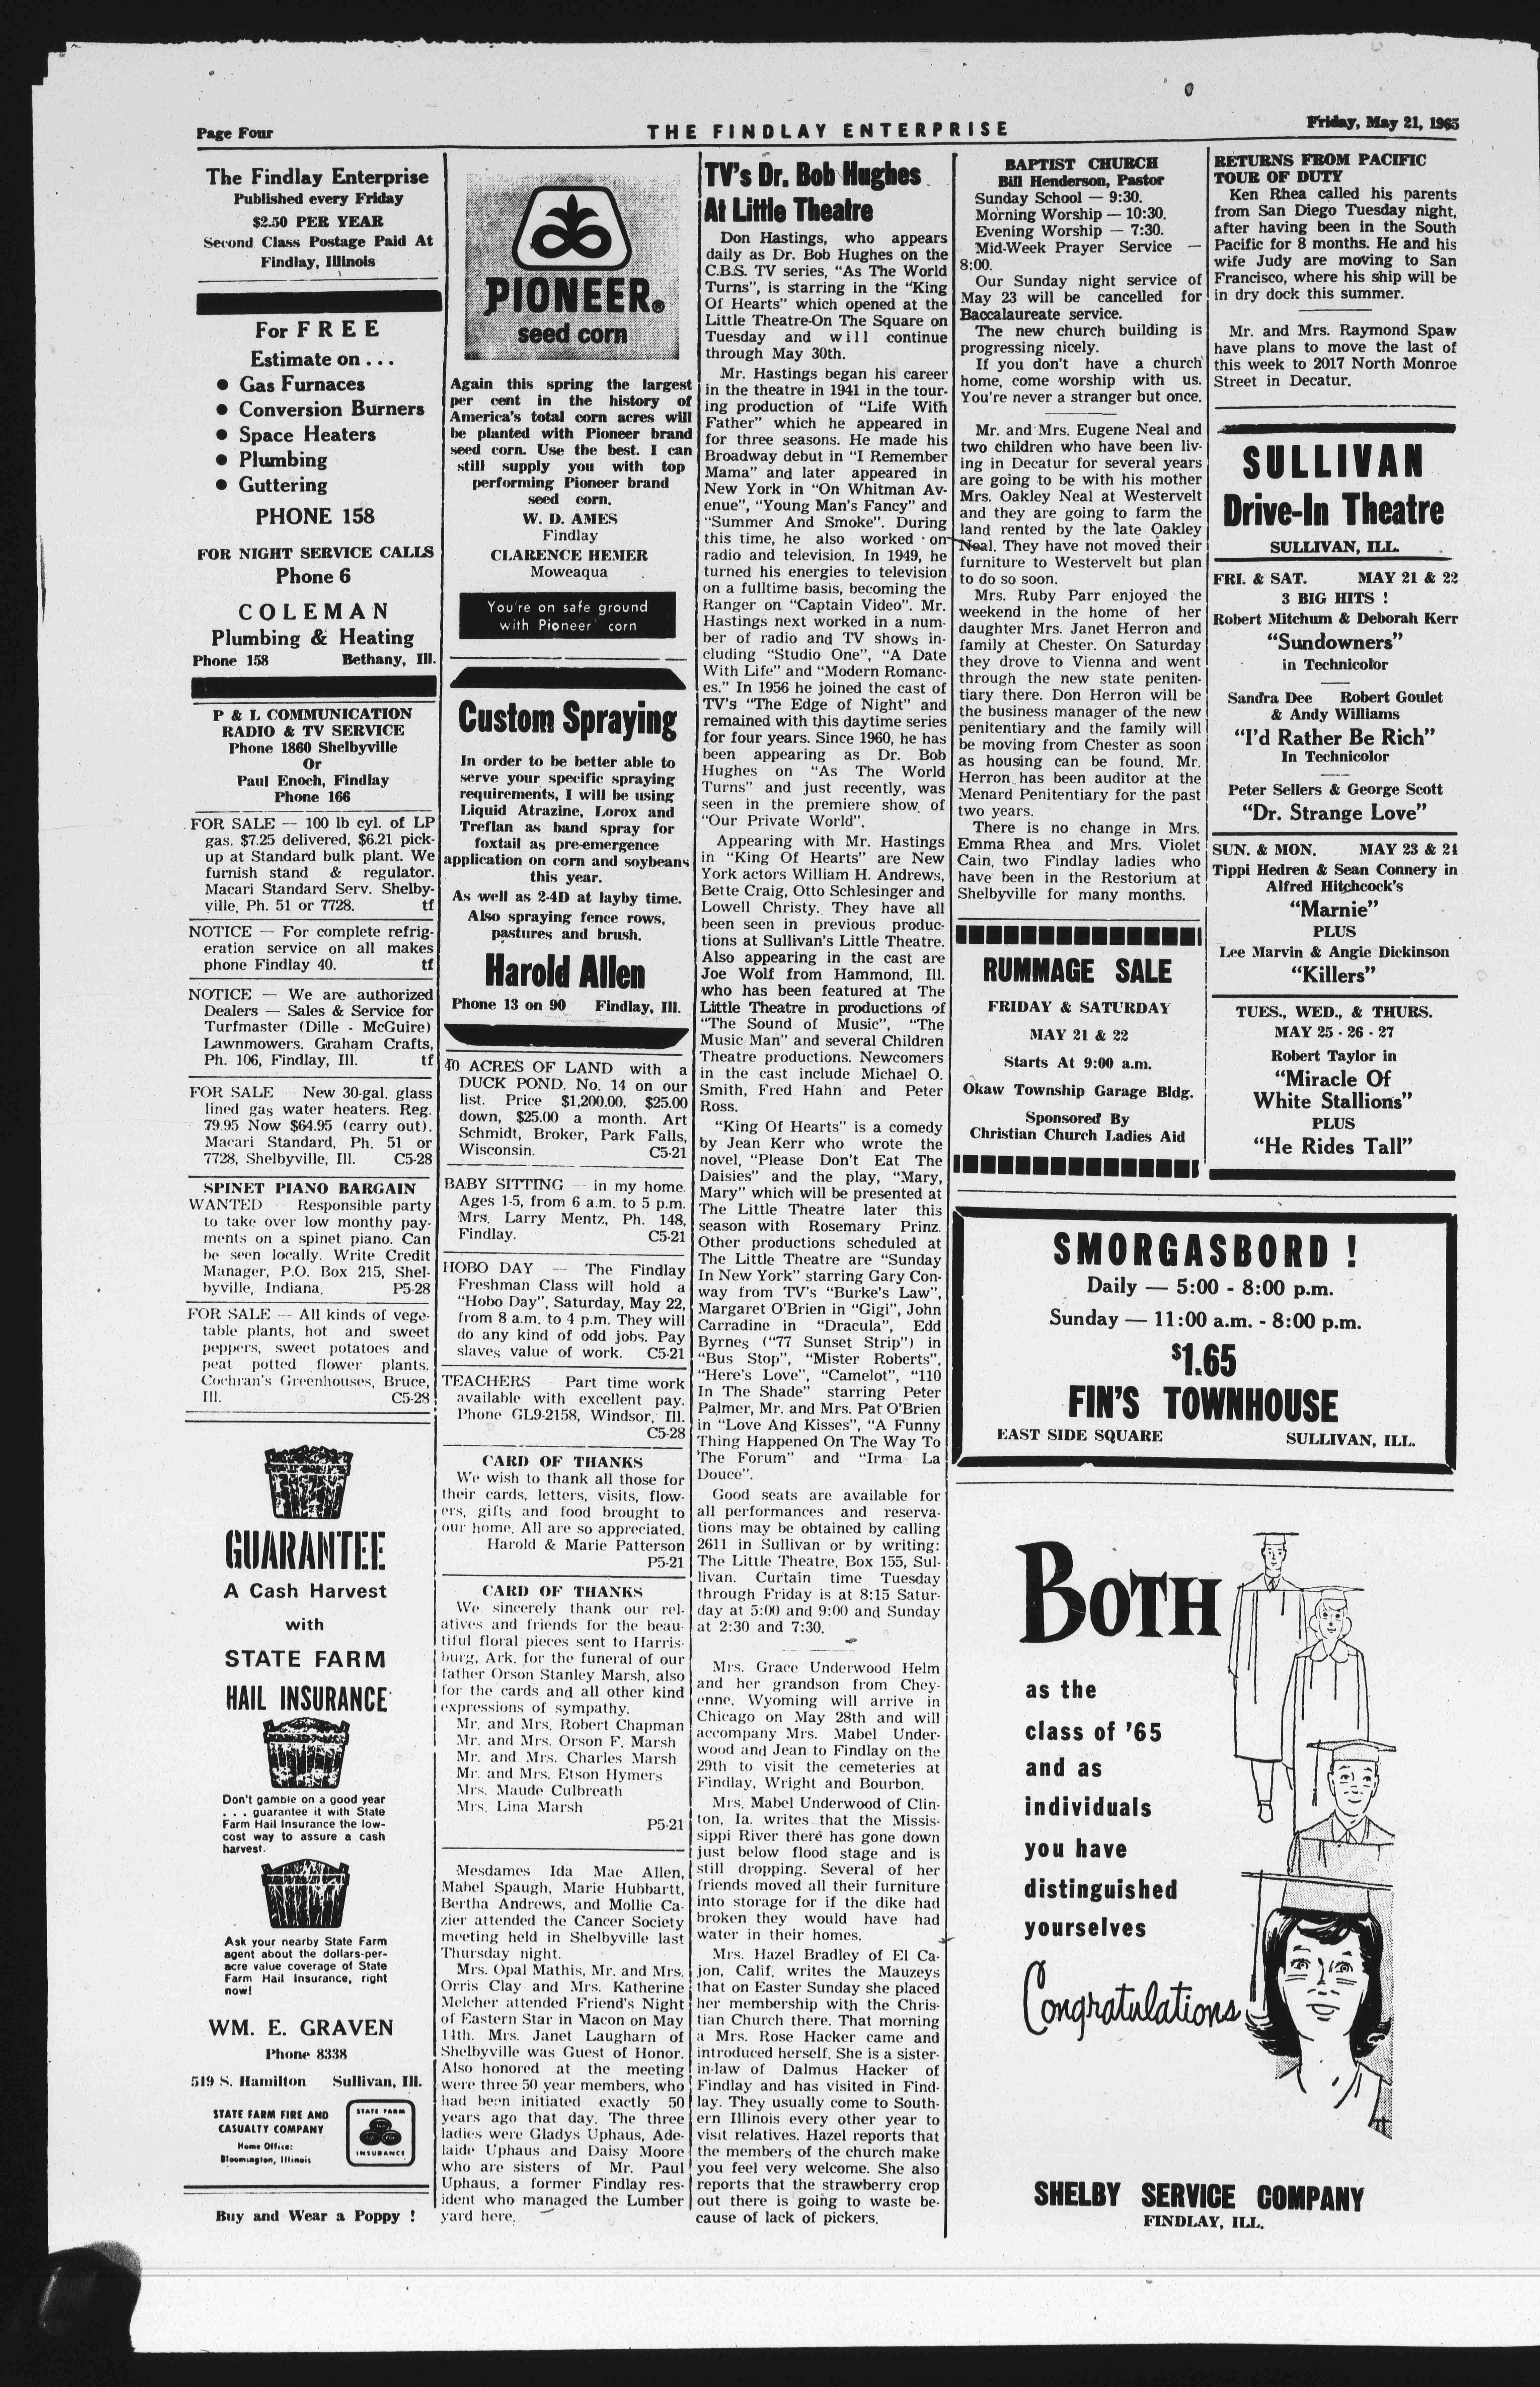 Page Four
THE FINDLAY ENTERPRISE
Friday, May 21, 1965
The Findlay Enterprise
Published every Friday
$2.50 PER YEAR
Second Class Postage Paid At
Findlay, Illinois
For FREE
Estimate on . . .
● Gas Furnaces
● Conversion Burners
● Space Heaters
● Plumbing
● Guttering
PHONE 158
FOR NIGHT SERVICE CALLS
Phone 6
COLEMAN
Plumbing & Heating
Phone 158 Bethany, Ill.
P & L COMMUNICATION
RADIO & TV SERVICE
Phone 1860 Shelbyville
Or
Paul Enoch, Findlay
Phone 166
FOR SALE — 100 lb cyl. of LP
gas. $7.25 delivered, $6.21 pick-
up at Standard bulk plant. We
furnish stand & regulator.
Macari Standard Serv. Shelby-
ville, Ph. 51 or 7728. tf
NOTICE — For complete refrig-
eration service on all makes
phone Findlay 40. tf
NOTICE — We are authorized
Dealers — Sales & Service for
Turfmaster (Dille - McGuire)
Lawnmowers. Graham Crafts,
Ph. 106, Findlay, Ill. tf
FOR SALE — New 30-gal. glass
lined gas water heaters. Reg.
79.95 Now $64.95 (carry out).
Macari Standard, Ph. 51 or
7728, Shelbyville, Ill. C5-28
SPINET PIANO BARGAIN
WANTED — Responsible party
to take over low monthy pay-
ments on a spinet piano. Can
be seen locally. Write Credit
Manager, P.O. Box 215, Shel-
byville, Indiana. P5-28
FOR SALE — All kinds of vege-
table plants, hot and sweet
peppers, sweet potatoes and
peat potted flower plants.
Cochran's Greenhouses, Bruce,
Ill. C5-28
GUARANTEE
A Cash Harvest
with
STATE FARM
HAIL INSURANCE
Don't gamble on a good year
. . . guarantee it with State
Farm Hail Insurance the low-
cost way to assure a cash
harvest.
Ask your nearby State Farm
agent about the dollars-per-
acre value coverage of State
Farm Hail Insurance, right
now!
WM. E. GRAVEN
Phone 8338
519 S. Hamilton Sullivan, Ill.
STATE FARM FIRE AND
CASUALTY COMPANY
Home Office:
Bloomington, Illinois
STATE FARM
INSURANCE
Buy and Wear a Poppy !
PIONEER®
seed corn
Again this spring the largest
per cent in the history of
America's total corn acres will
be planted with Pioneer brand
seed corn. Use the best. I can
still supply you with top
performing Pioneer brand
seed corn.
W. D. AMES
Findlay
CLARENCE HEMER
Moweaqua
You're on safe ground
with Pioneer corn
Custom Spraying
In order to be better able to
serve your specific spraying
requirements, I will be using
Liquid Atrazine, Lorox and
Treflan as band spray for
foxtail as pre-emergence
application on corn and soybeans
this year.
As well as 2-4D at layby time.
Also spraying fence rows,
pastures and brush.
Harold Allen
Phone 13 on 90 Findlay, Ill.
40 ACRES OF LAND with a
DUCK POND. No. 14 on our
list. Price $1,200.00, $25.00
down, $25.00 a month. Art
Schmidt, Broker, Park Falls,
Wisconsin. C5-21
BABY SITTING — in my home.
Ages 1-5, from 6 a.m. to 5 p.m.
Mrs. Larry Mentz, Ph. 148,
Findlay. C5-21
HOBO DAY — The Findlay
Freshman Class will hold a
"Hobo Day", Saturday, May 22,
from 8 a.m. to 4 p.m. They will
do any kind of odd jobs. Pay
slaves value of work. C5-21
TEACHERS — Part time work
available with excellent pay.
Phone GL9-2158, Windsor, Ill.
C5-28
CARD OF THANKS
We wish to thank all those for
their cards, letters, visits, flow-
ers, gifts and food brought to
our home. All are so appreciated.
Harold & Marie Patterson
P5-21
CARD OF THANKS
We sincerely thank our rel-
atives and friends for the beau-
tiful floral pieces sent to Harris-
burg, Ark. for the funeral of our
father Orson Stanley Marsh, also
for the cards and all other kind
expressions of sympathy.
Mr. and Mrs. Robert Chapman
Mr. and Mrs. Orson F. Marsh
Mr. and Mrs. Charles Marsh
Mr. and Mrs. Etson Hymers
Mrs. Maude Culbreath
Mrs. Lina Marsh
P5-21
Mesdames Ida Mae Allen,
Mabel Spaugh, Marie Hubbartt,
Bertha Andrews, and Mollie Ca-
zier attended the Cancer Society
meeting held in Shelbyville last
Thursday night.
Mrs. Opal Mathis, Mr. and Mrs.
Orris Clay and Mrs. Katherine
Melcher attended Friend's Night
of Eastern Star in Macon on May
11th. Mrs. Janet Laugharn of
Shelbyville was Guest of Honor.
Also honored at the meeting
were three 50 year members, who
had been initiated exactly 50
years ago that day. The three
ladies were Gladys Uphaus, Ade-
laide Uphaus and Daisy Moore
who are sisters of Mr. Paul
Uphaus, a former Findlay res-
ident who managed the Lumber
yard here.
TV's Dr. Bob Hughes
At Little Theatre
Don Hastings, who appears
daily as Dr. Bob Hughes on the
C.B.S. TV series, "As The World
Turns", is starring in the "King
Of Hearts" which opened at the
Little Theatre-On The Square on
Tuesday and will continue
through May 30th.
Mr. Hastings began his career
in the theatre in 1941 in the tour-
ing production of "Life With
Father" which he appeared in
for three seasons. He made his
Broadway debut in "I Remember
Mama" and later appeared in
New York in "On Whitman Av-
enue", "Young Man's Fancy" and
"Summer And Smoke". During
this time, he also worked on
radio and television. In 1949, he
turned his energies to television
on a fulltime basis, becoming the
Ranger on "Captain Video". Mr.
Hastings next worked in a num-
ber of radio and TV shows in-
cluding "Studio One", "A Date
With Life" and "Modern Romanc-
es." In 1956 he joined the cast of
TV's "The Edge of Night" and
remained with this daytime series
for four years. Since 1960, he has
been appearing as Dr. Bob
Hughes on "As The World
Turns" and just recently, was
seen in the premiere show of
"Our Private World".
Appearing with Mr. Hastings
in "King Of Hearts" are New
York actors William H. Andrews,
Bette Craig, Otto Schlesinger and
Lowell Christy. They have all
been seen in previous produc-
tions at Sullivan's Little Theatre.
Also appearing in the cast are
Joe Wolf from Hammond, Ill.
who has been featured at The
Little Theatre in productions of
"The Sound of Music", "The
Music Man" and several Children
Theatre productions. Newcomers
in the cast include Michael O.
Smith, Fred Hahn and Peter
Ross.
"King Of Hearts" is a comedy
by Jean Kerr who wrote the
novel, "Please Don't Eat The
Daisies" and the play, "Mary,
Mary" which will be presented at
The Little Theatre later this
season with Rosemary Prinz.
Other productions scheduled at
The Little Theatre are "Sunday
In New York" starring Gary Con-
way from TV's "Burke's Law",
Margaret O'Brien in "Gigi", John
Carradine in "Dracula", Edd
Byrnes ("77 Sunset Strip") in
"Bus Stop", "Mister Roberts",
"Here's Love", "Camelot", "110
In The Shade" starring Peter
Palmer, Mr. and Mrs. Pat O'Brien
in "Love And Kisses", "A Funny
Thing Happened On The Way To
The Forum" and "Irma La
Douce".
Good seats are available for
all performances and reserva-
tions may be obtained by calling
2611 in Sullivan or by writing:
The Little Theatre, Box 155, Sul-
livan. Curtain time Tuesday
through Friday is at 8:15 Satur-
day at 5:00 and 9:00 and Sunday
at 2:30 and 7:30.
Mrs. Grace Underwood Helm
and her grandson from Chey-
enne, Wyoming will arrive in
Chicago on May 28th and will
accompany Mrs. Mabel Under-
wood and Jean to Findlay on the
29th to visit the cemeteries at
Findlay, Wright and Bourbon.
Mrs. Mabel Underwood of Clin-
ton, Ia. writes that the Missis-
sippi River there has gone down
just below flood stage and is
still dropping. Several of her
friends moved all their furniture
into storage for if the dike had
broken they would have had
water in their homes.
Mrs. Hazel Bradley of El Ca-
jon, Calif. writes the Mauzeys
that on Easter Sunday she placed
her membership with the Chris-
tian Church there. That morning
a Mrs. Rose Hacker came and
introduced herself. She is a sister-
in-law of Dalmus Hacker of
Findlay and has visited in Find-
lay. They usually come to South-
ern Illinois every other year to
visit relatives. Hazel reports that
the members of the church make
you feel very welcome. She also
reports that the strawberry crop
out there is going to waste be-
cause of lack of pickers.
BAPTIST CHURCH
Bill Henderson, Pastor
Sunday School — 9:30.
Morning Worship — 10:30.
Evening Worship — 7:30.
Mid-Week Prayer Service —
8:00.
Our Sunday night service of
May 23 will be cancelled for
Baccalaureate service.
The new church building is
progressing nicely.
If you don't have a church
home, come worship with us.
You're never a stranger but once.
Mr. and Mrs. Eugene Neal and
two children who have been liv-
ing in Decatur for several years
are going to be with his mother
Mrs. Oakley Neal at Westervelt
and they are going to farm the
land rented by the late Oakley
Neal. They have not moved their
furniture to Westervelt but plan
to do so soon.
Mrs. Ruby Parr enjoyed the
weekend in the home of her
daughter Mrs. Janet Herron and
family at Chester. On Saturday
they drove to Vienna and went
through the new state peniten-
tiary there. Don Herron will be
the business manager of the new
penitentiary and the family will
be moving from Chester as soon
as housing can be found. Mr.
Herron has been auditor at the
Menard Penitentiary for the past
two years.
There is no change in Mrs.
Emma Rhea and Mrs. Violet
Cain, two Findlay ladies who
have been in the Restorium at
Shelbyville for many months.
RUMMAGE SALE
FRIDAY & SATURDAY
MAY 21 & 22
Starts At 9:00 a.m.
Okaw Township Garage Bldg.
Sponsored By
Christian Church Ladies Aid
RETURNS FROM PACIFIC
TOUR OF DUTY
Ken Rhea called his parents
from San Diego Tuesday night,
after having been in the South
Pacific for 8 months. He and his
wife Judy are moving to San
Francisco, where his ship will be
in dry dock this summer.
Mr. and Mrs. Raymond Spaw
have plans to move the last of
this week to 2017 North Monroe
Street in Decatur.
SULLIVAN
Drive-In Theatre
SULLIVAN, ILL.
FRI. & SAT. MAY 21 & 22
3 BIG HITS !
Robert Mitchum & Deborah Kerr
"Sundowners"
in Technicolor
Sandra Dee Robert Goulet
& Andy Williams
"I'd Rather Be Rich"
In Technicolor
Peter Sellers & George Scott
"Dr. Strange Love"
SUN. & MON. MAY 23 & 24
Tippi Hedren & Sean Connery in
Alfred Hitchcock's
"Marnie"
PLUS
Lee Marvin & Angie Dickinson
"Killers"
TUES., WED., & THURS.
MAY 25 - 26 - 27
Robert Taylor in
"Miracle Of
White Stallions"
PLUS
"He Rides Tall"
SMORGASBORD !
Daily — 5:00 - 8:00 p.m.
Sunday — 11:00 a.m. - 8:00 p.m.
$1.65
FIN'S TOWNHOUSE
EAST SIDE SQUARE SULLIVAN, ILL.
BOTH
as the
class of '65
and as
individuals
you have
distinguished
yourselves
Congratulations
SHELBY SERVICE COMPANY
FINDLAY, ILL.